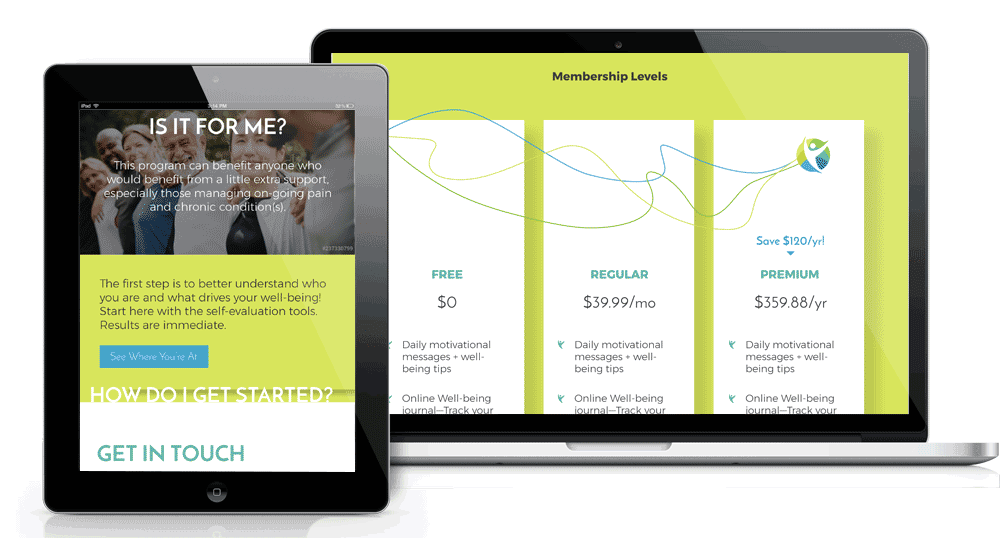 iPad
2:14 PM
IS IT FOR ME?
This program can benefit anyone who
would benefit from a little extra support,
especially those managing on-going pain
and chronic condition(s).
The first step is to better understand who
you are and what drives your well-being!
Start here with the self-evaluation tools.
Results are immediate.
See Where You're At
HOW DO I GET STARTED?
GET IN TOUCH
Membership Levels
FREE
$0
Daily motivational
messages + well-
being tips
Online Well-being
journal—Track your
REGULAR
$39.99/mo
Daily motivational
messages + well-
being tips
Online Well-being
journal—Track your
Save $120/yr!
PREMIUM
$359.88/yr
Daily motivational
messages + well-
being tips
Online Well-being
journal—Track your